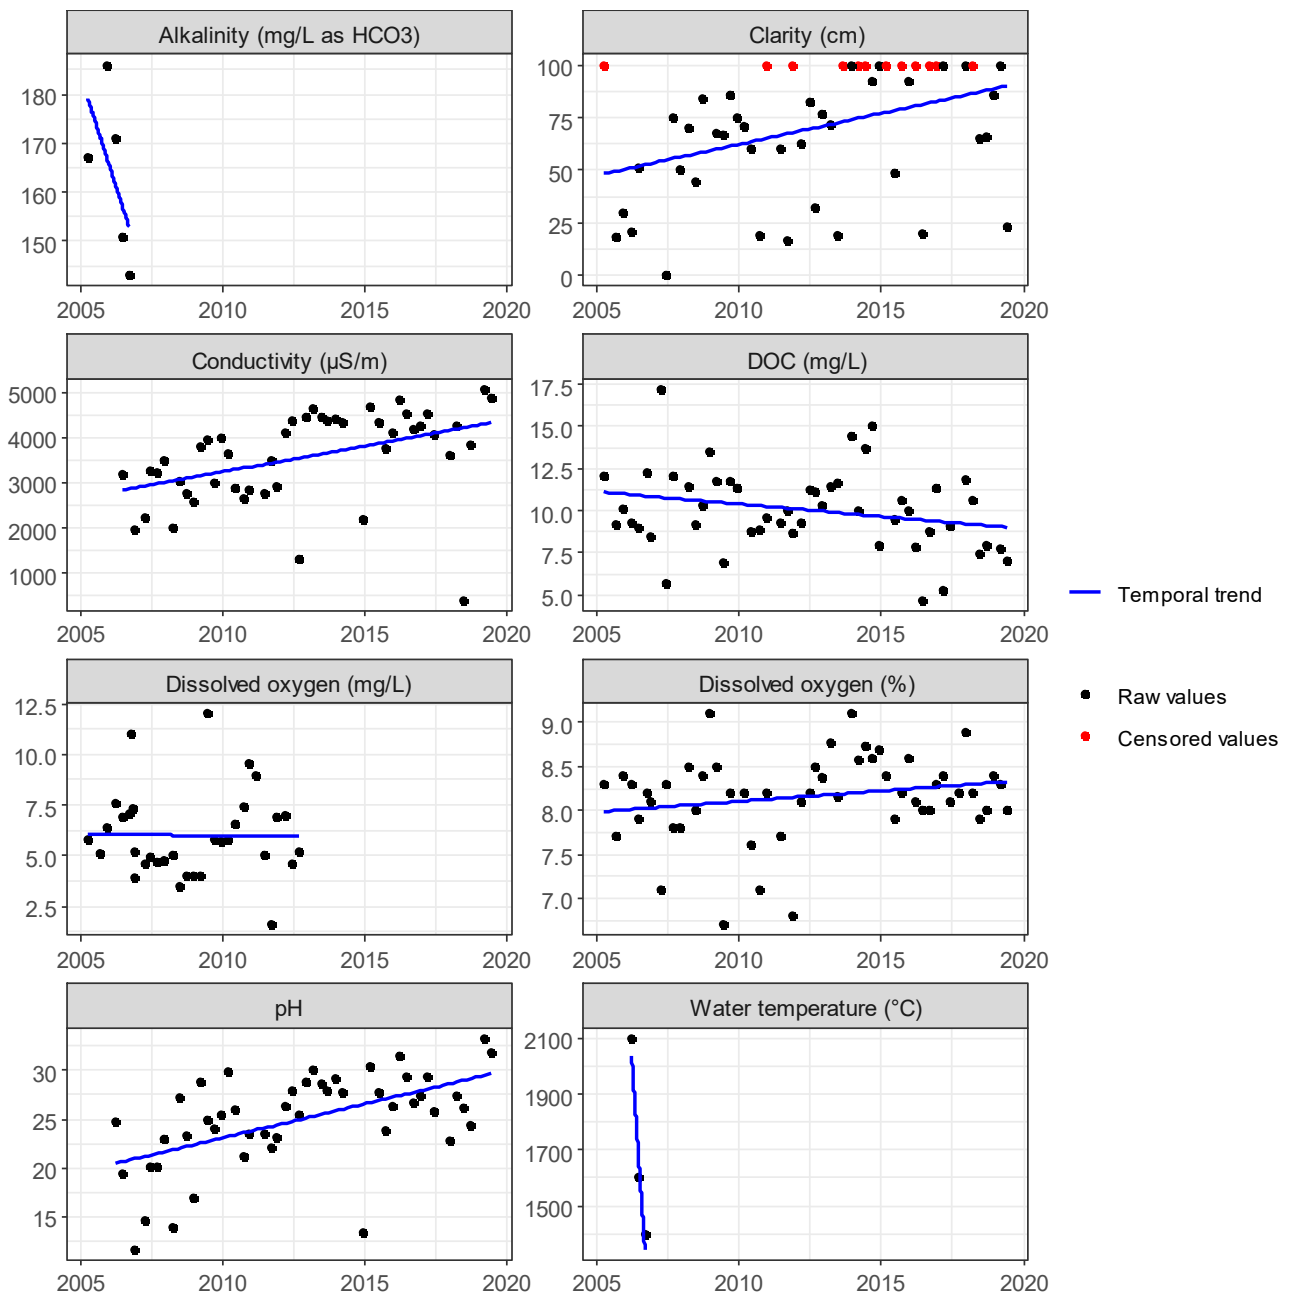 Alkalinity (mg/L as HCO3)
180
170
160
150
2005 2010 2015 2020
Clarity (cm)
100
75
50
25
0
2005 2010 2015 2020
Conductivity (µS/m)
5000
4000
3000
2000
1000
2005 2010 2015 2020
DOC (mg/L)
17.5
15.0
12.5
10.0
7.5
5.0
2005 2010 2015 2020
Dissolved oxygen (mg/L)
12.5
10.0
7.5
5.0
2.5
2005 2010 2015 2020
Dissolved oxygen (%)
9.0
8.5
8.0
7.5
7.0
2005 2010 2015 2020
pH
30
25
20
15
2005 2010 2015 2020
Water temperature (°C)
2100
1900
1700
1500
2005 2010 2015 2020
Temporal trend
Raw values
Censored values